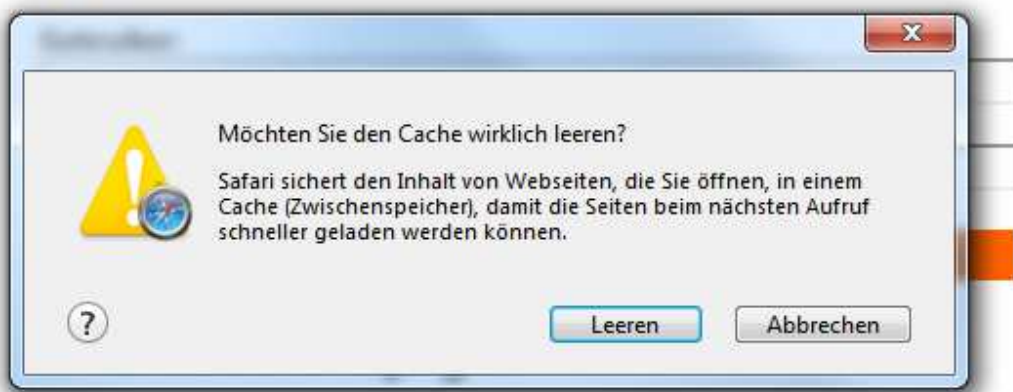 Möchten Sie den Cache wirklich leeren?
Safari sichert den Inhalt von Webseiten, die Sie öffnen, in einem
Cache (Zwischenspeicher), damit die Seiten beim nächsten Aufruf
schneller geladen werden können.
?
Leeren
Abbrechen